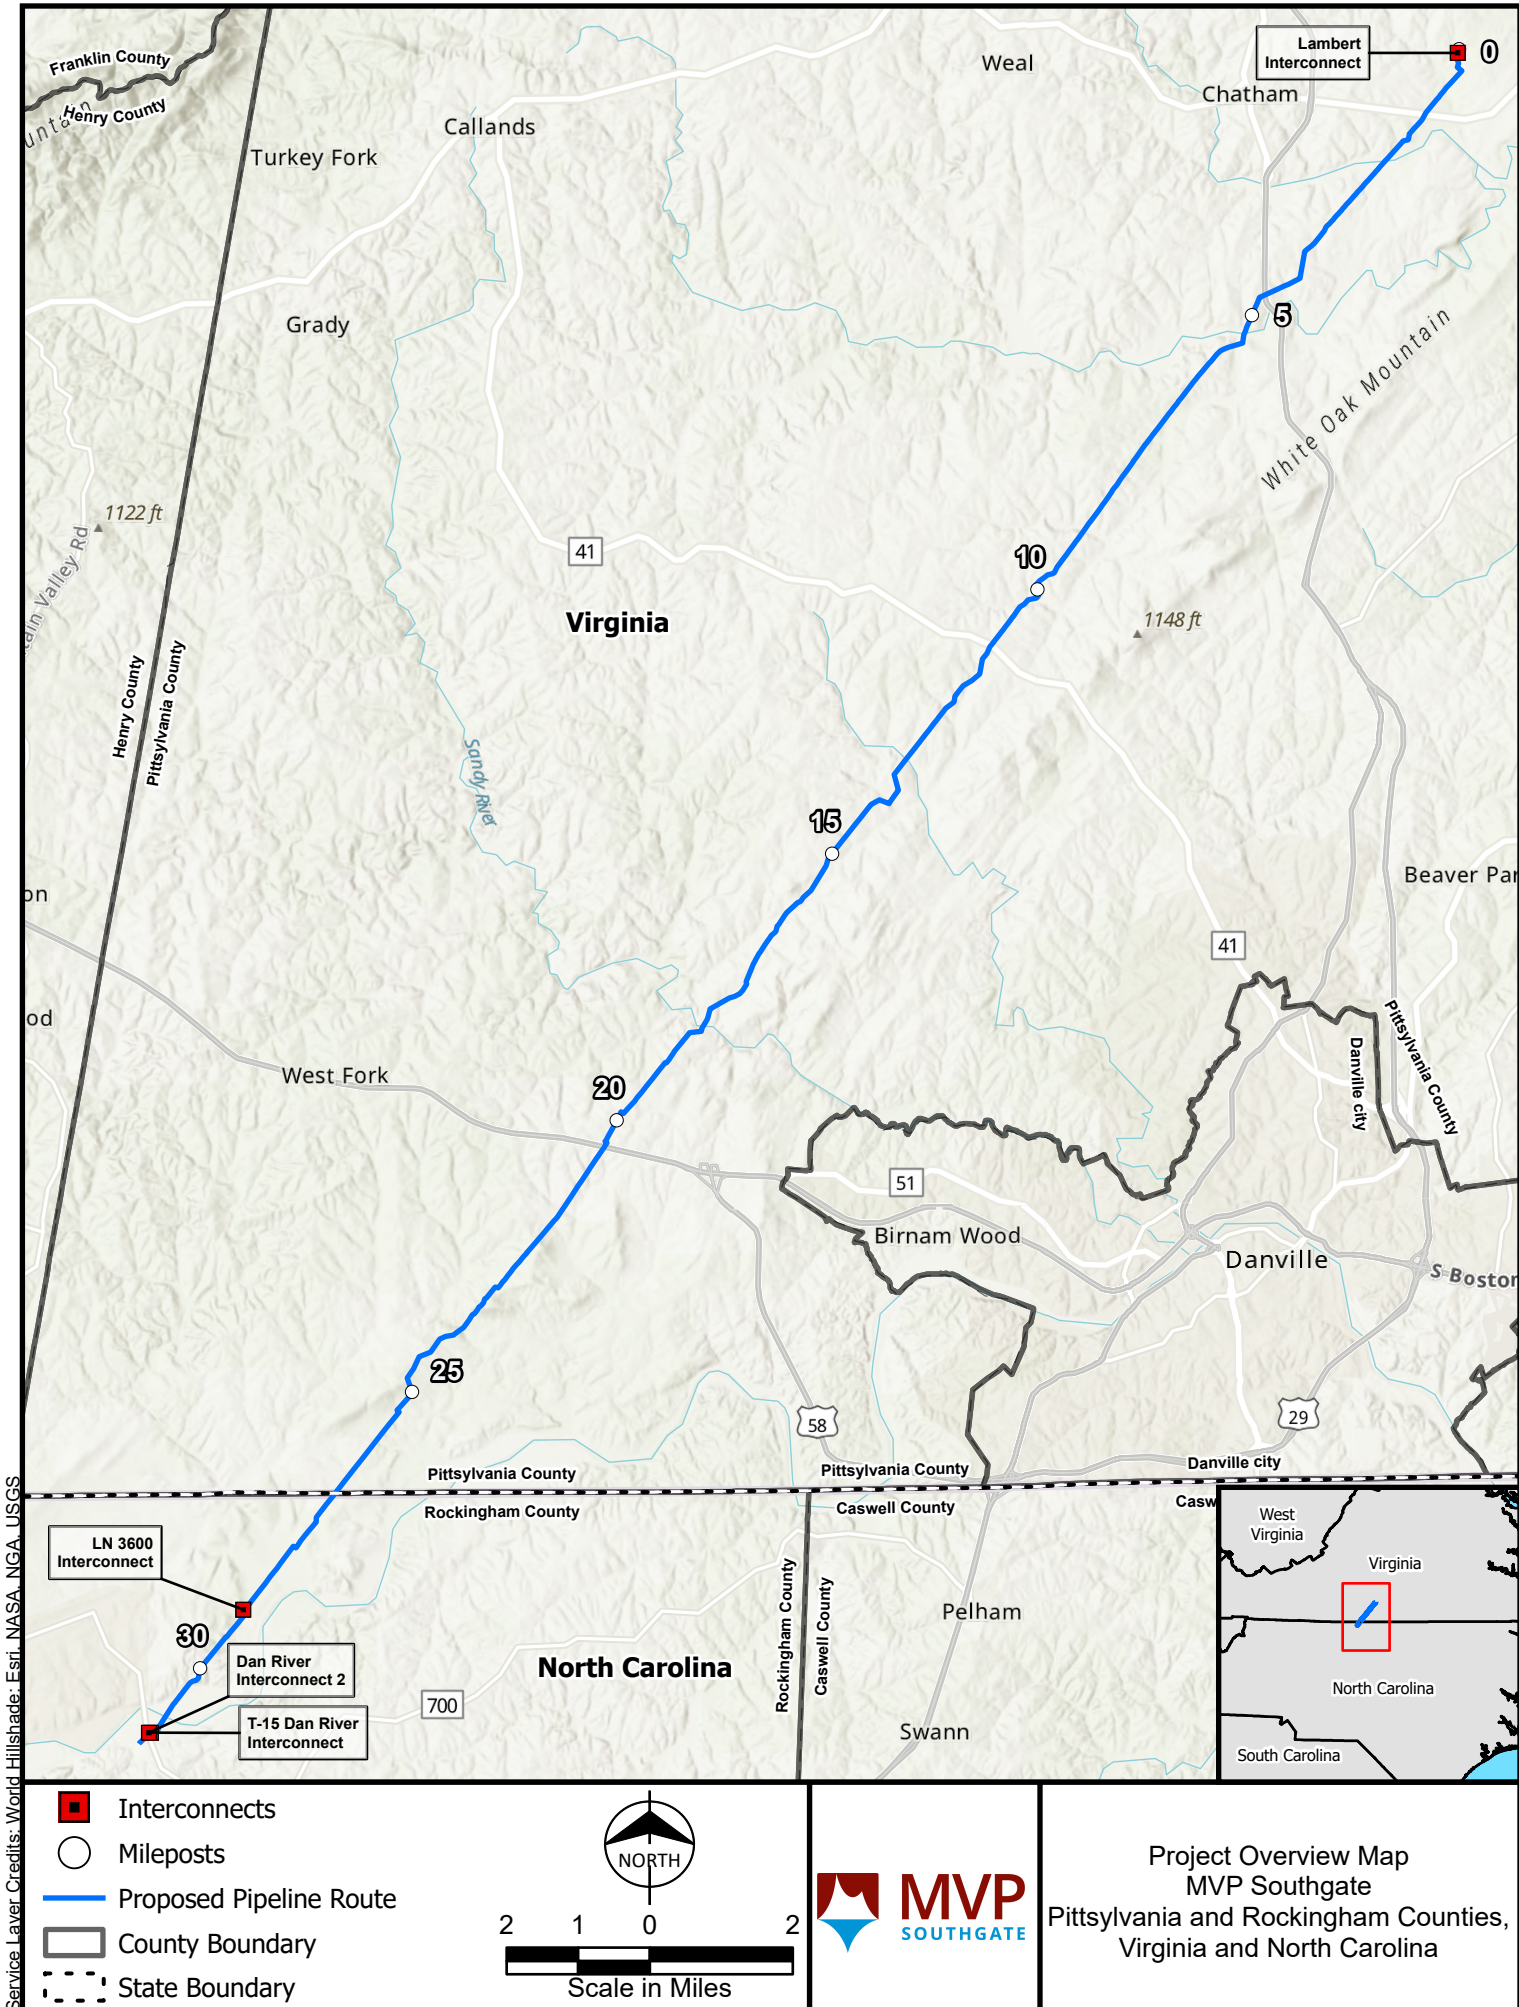 Franklin County
Henry County
Turkey Fork
Callands
Weal
Chatham
Lambert
Interconnect
0
Grady
5
White Oak Mountain
1122 ft
41
10
Virginia
1148 ft
Henry County
Pittsylvania County
Sandy River
15
Beaver Par
on
41
od
West Fork
20
Pittsylvania County
Danville city
51
Birnam Wood
Danville
S Boston
25
58
29
Pittsylvania County
Pittsylvania County
Danville city
Rockingham County
Caswell County
Casw
LN 3600
Interconnect
30
Dan River
Interconnect 2
T-15 Dan River
Interconnect
700
North Carolina
Rockingham County
Caswell County
Pelham
Swann
West
Virginia
Virginia
North Carolina
South Carolina
Service Layer Credits: World Hillshade: Esri, NASA, NGA, USGS
Interconnects
Mileposts
Proposed Pipeline Route
County Boundary
State Boundary
NORTH
2 1 0 2
Scale in Miles
MVP
SOUTHGATE
Project Overview Map
MVP Southgate
Pittsylvania and Rockingham Counties,
Virginia and North Carolina